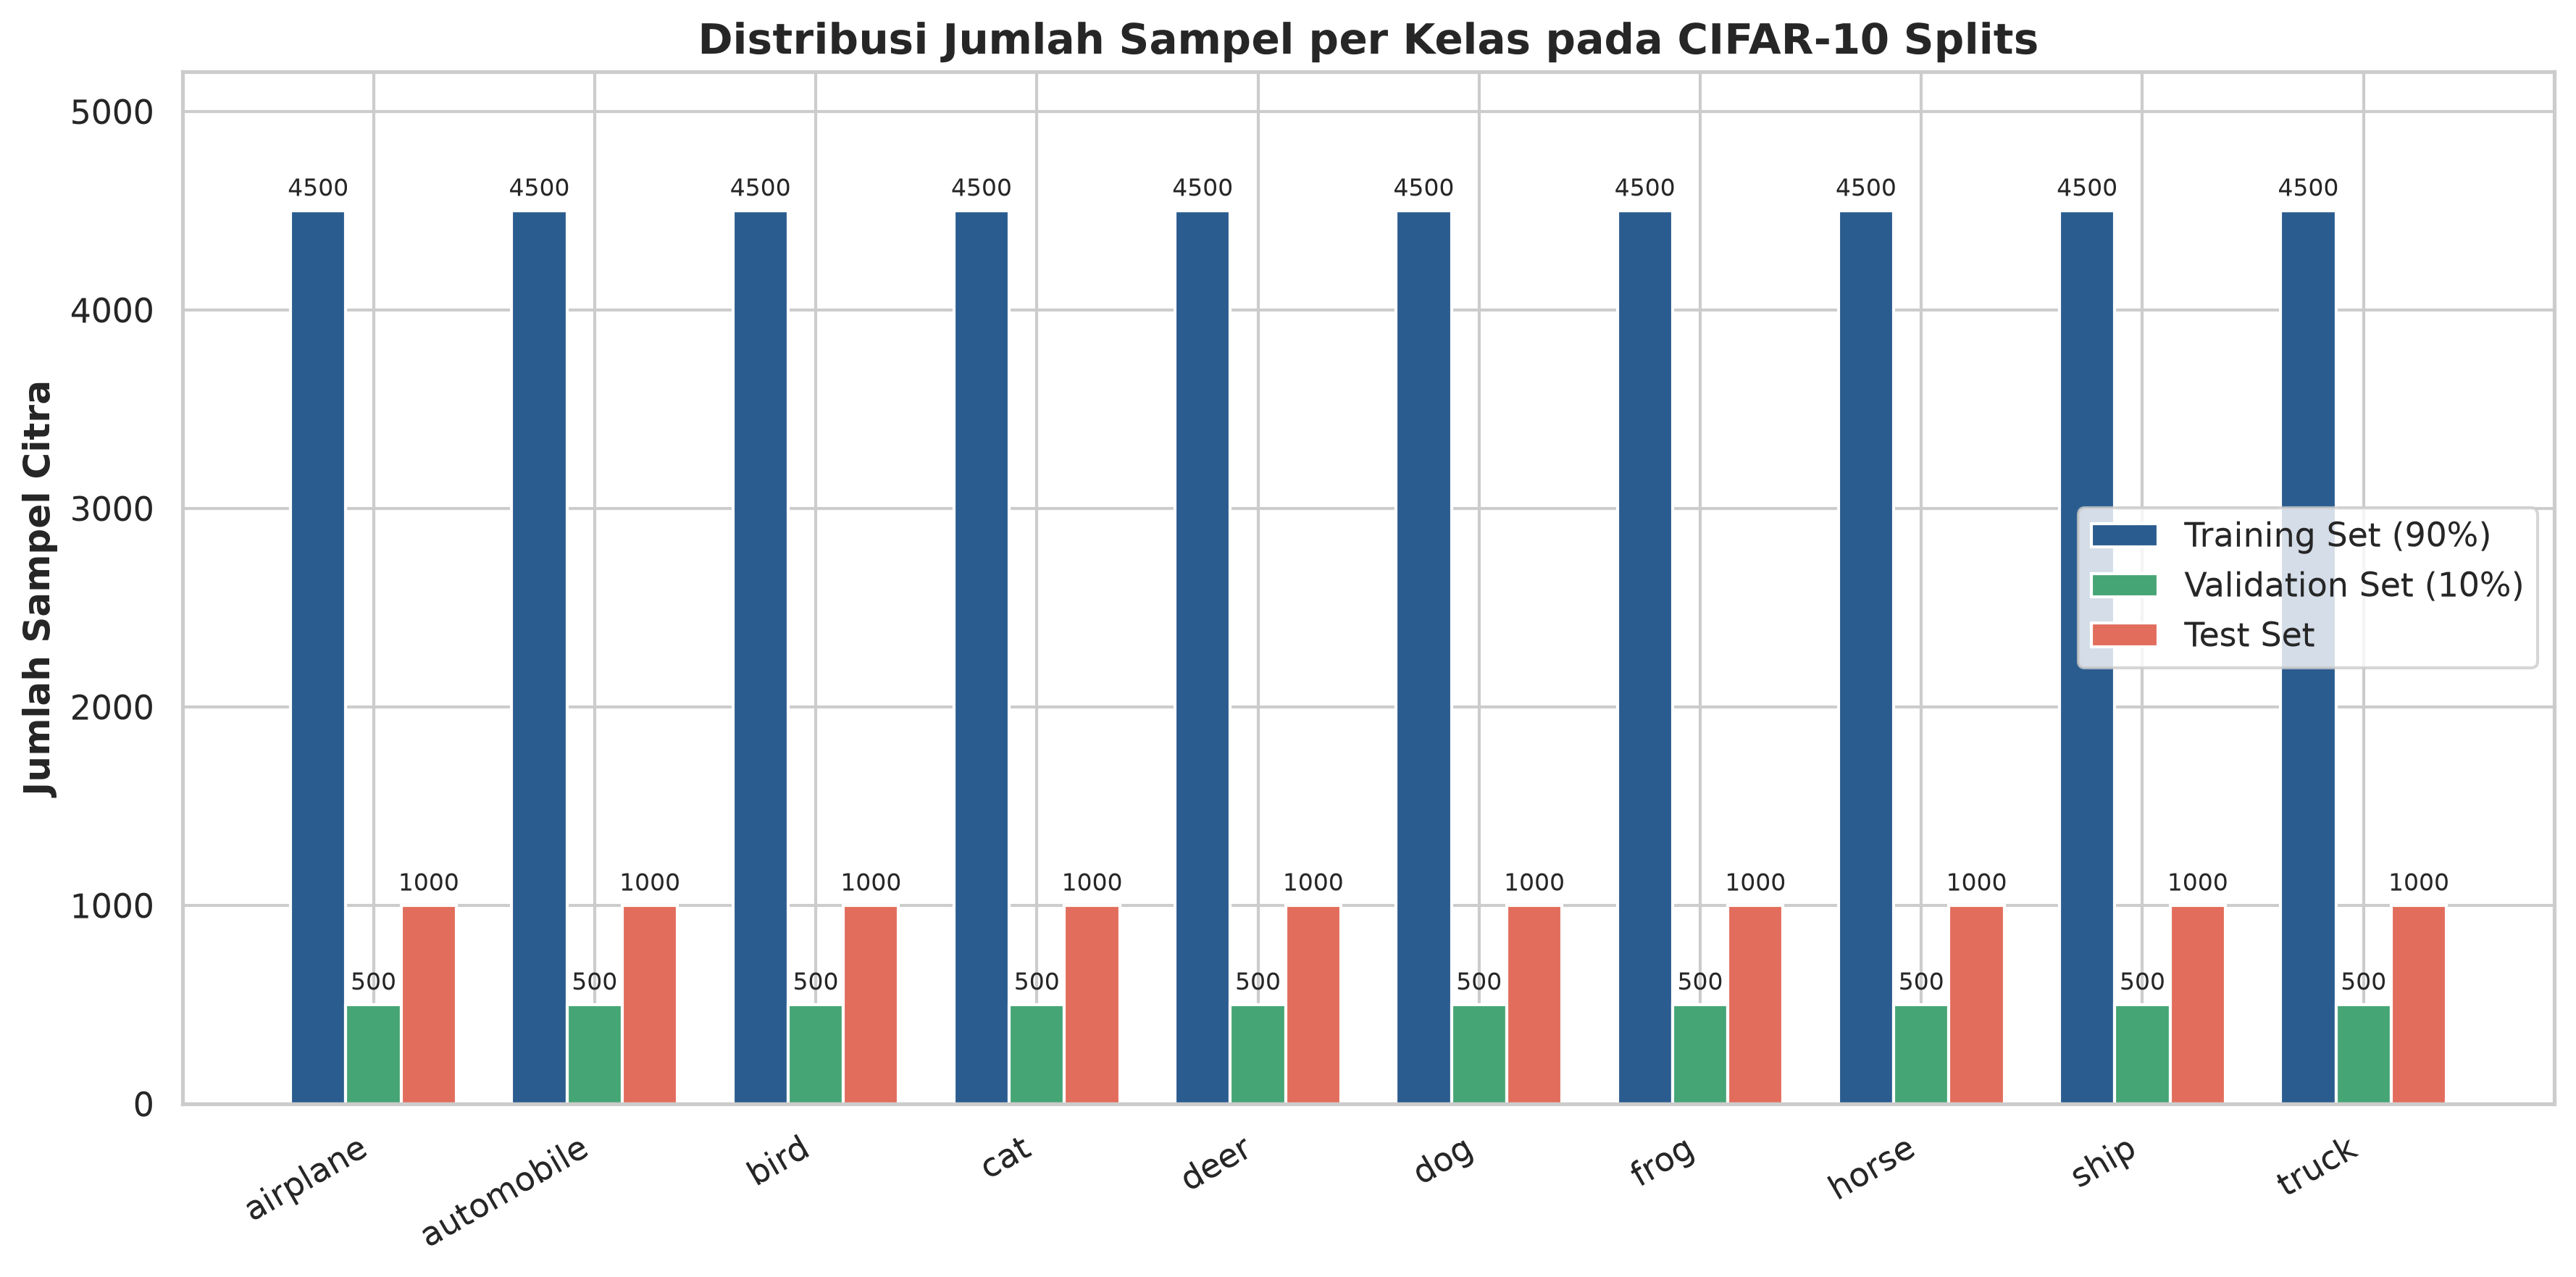 Distribusi Jumlah Sampel per Kelas pada CIFAR-10 Splits
Jumlah Sampel Citra
5000
4000
3000
2000
1000
0
4500 4500 4500 4500 4500 4500 4500 4500 4500 4500
Training Set (90%)
Validation Set (10%)
Test Set
1000 1000 1000 1000 1000 1000 1000 1000 1000 1000
500 500 500 500 500 500 500 500 500 500
airplane automobile bird cat deer dog frog horse ship truck